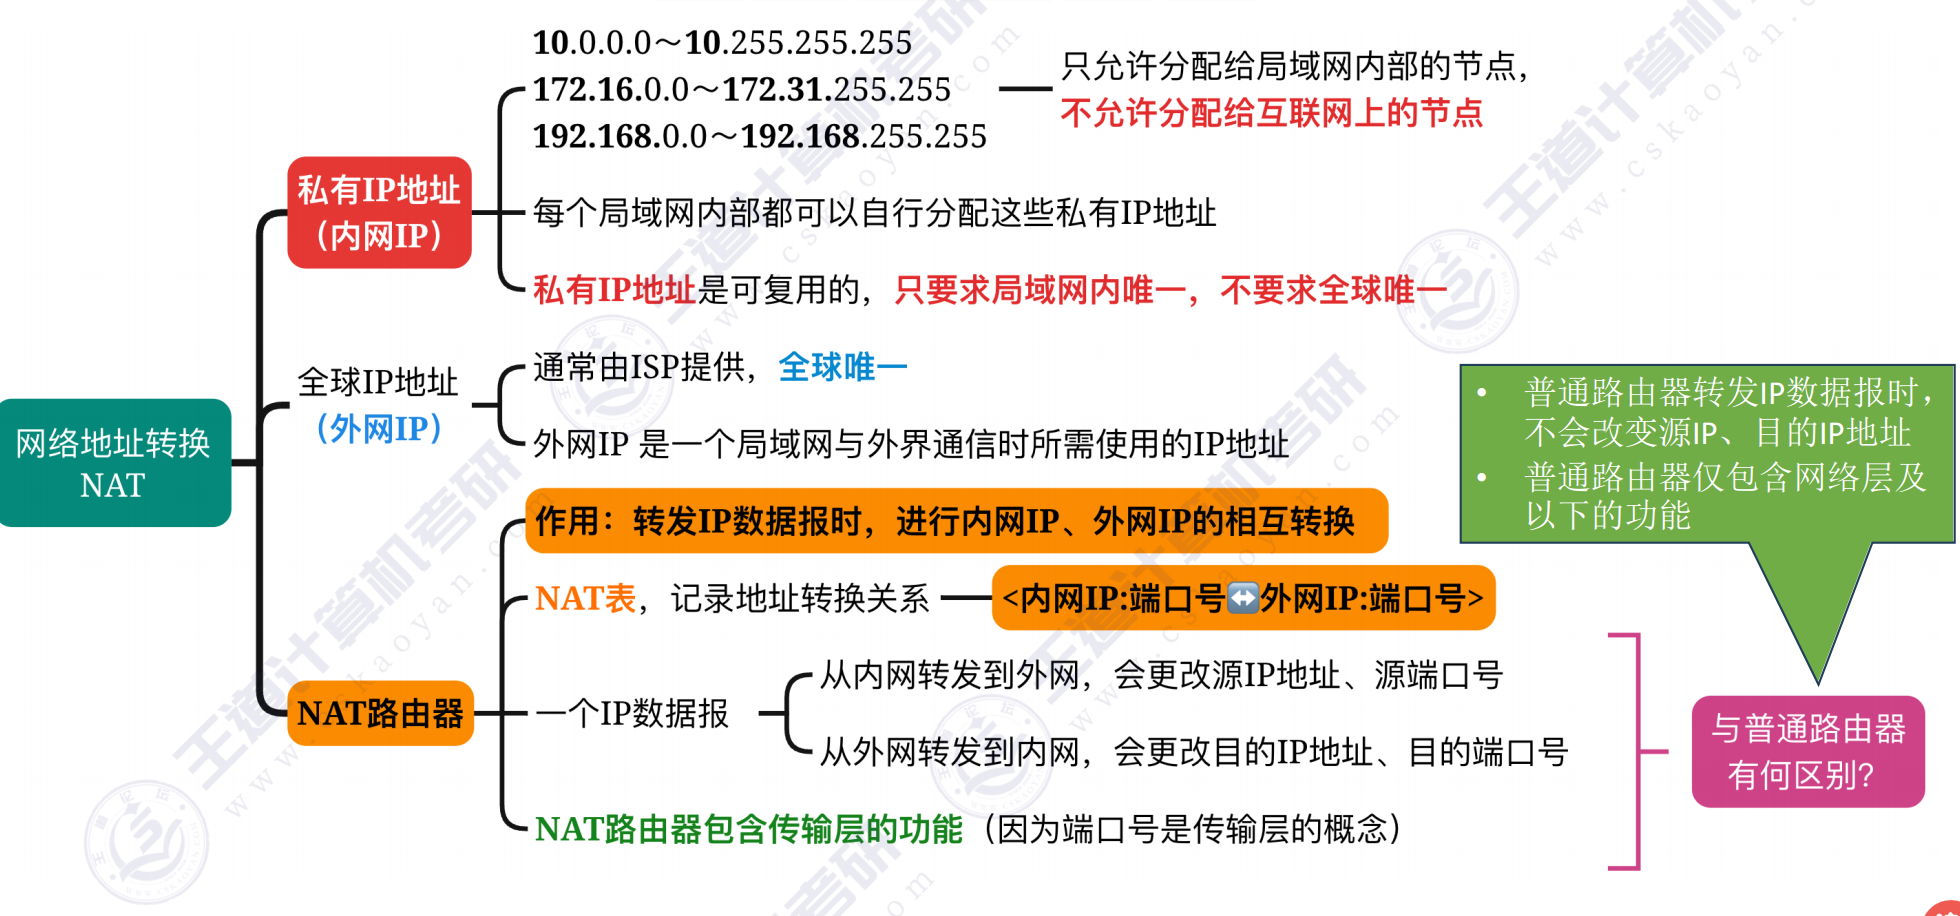 10.0.0.0～10.255.255.255
172.16.0.0～172.31.255.255
192.168.0.0～192.168.255.255
只允许分配给局域网内部的节点，
不允许分配给互联网上的节点
私有IP地址
（内网IP）
每个局域网内部都可以自行分配这些私有IP地址
私有IP地址是可复用的，只要求局域网内唯一，不要求全球唯一
全球IP地址
（外网IP）
通常由ISP提供，全球唯一
外网IP 是一个局域网与外界通信时所需使用的IP地址
网络地址转换
NAT
• 普通路由器转发IP数据报时，
不会改变源IP、目的IP地址
• 普通路由器仅包含网络层及
以下的功能
作用：转发IP数据报时，进行内网IP、外网IP的相互转换
NAT表，记录地址转换关系
<内网IP:端口号↔外网IP:端口号>
NAT路由器
一个IP数据报
从内网转发到外网，会更改源IP地址、源端口号
从外网转发到内网，会更改目的IP地址、目的端口号
NAT路由器包含传输层的功能（因为端口号是传输层的概念）
与普通路由器
有何区别？
王道计算机考研
www.cskaoyan.com